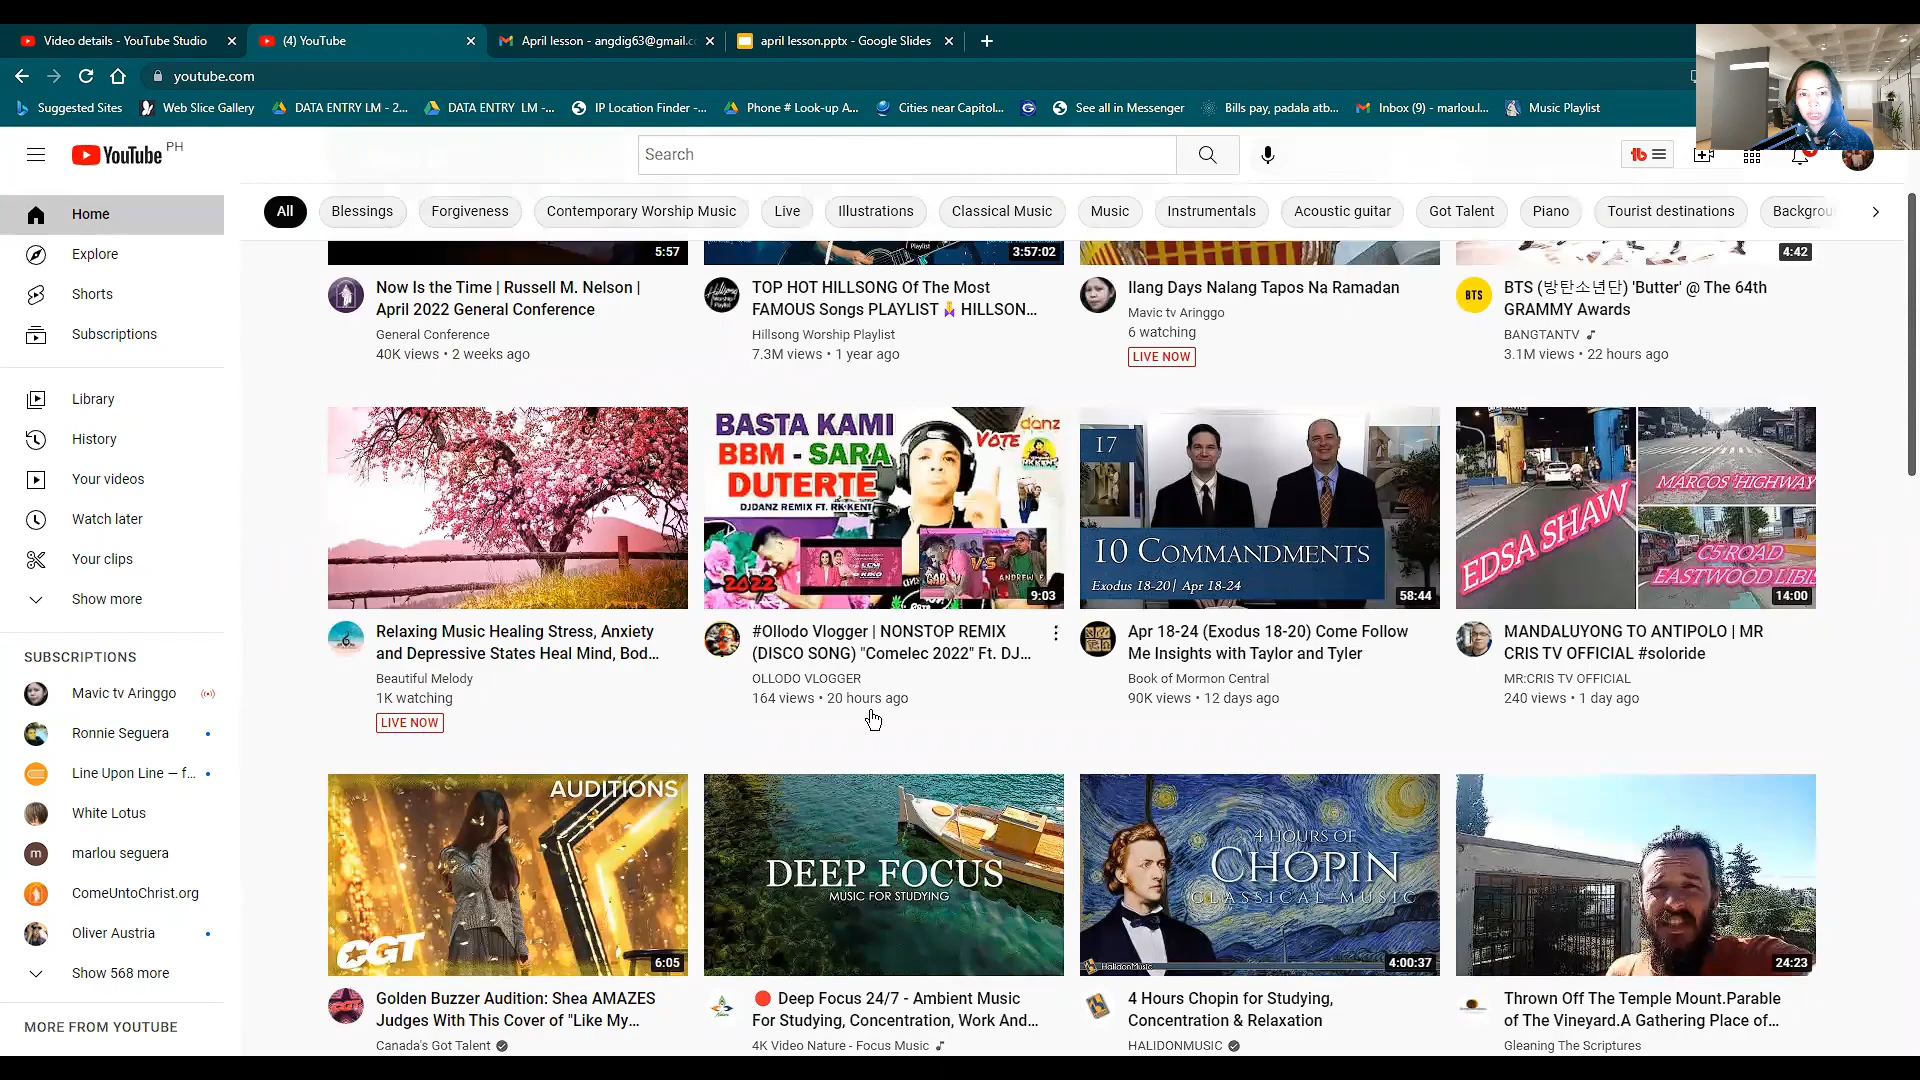 Video details - YouTube Studio
(4) YouTube
April lesson - angdig63@gmail.c
april lesson.pptx - Google Slides
youtube.com
Suggested Sites
Web Slice Gallery
DATA ENTRY LM - 2...
DATA ENTRY LM -...
IP Location Finder -...
Phone # Look-up A...
Cities near Capitol...
See all in Messenger
Bills pay, padala atb...
Inbox (9) - marlou.l...
Music Playlist
YouTube PH
Search
All
Blessings
Forgiveness
Contemporary Worship Music
Live
Illustrations
Classical Music
Music
Instrumentals
Acoustic guitar
Got Talent
Piano
Tourist destinations
Backgrou
Home
Explore
Shorts
Subscriptions
Library
History
Your videos
Watch later
Your clips
Show more
SUBSCRIPTIONS
Mavic tv Aringgo
Ronnie Seguera
Line Upon Line — f...
White Lotus
m
marlou seguera
ComeUntoChrist.org
Oliver Austria
Show 568 more
MORE FROM YOUTUBE
5:57
Now Is the Time | Russell M. Nelson |
April 2022 General Conference
General Conference
40K views • 2 weeks ago
Playlist
3:57:02
TOP HOT HILLSONG Of The Most
FAMOUS Songs PLAYLIST 🙏 HILLSON...
Hillsong Worship Playlist
7.3M views • 1 year ago
Ilang Days Nalang Tapos Na Ramadan
Mavic tv Aringgo
6 watching
LIVE NOW
4:42
BTS
BTS (방탄소년단) 'Butter' @ The 64th
GRAMMY Awards
BANGTANTV
3.1M views • 22 hours ago
Relaxing Music Healing Stress, Anxiety
and Depressive States Heal Mind, Bod...
Beautiful Melody
1K watching
LIVE NOW
BASTA KAMI
BBM - SARA
DUTERTE
DJDANZ REMIX FT. RK KENT
VOTE
danz
2022
V/S
ANDREW E
9:03
#Ollodo Vlogger | NONSTOP REMIX
(DISCO SONG) "Comelec 2022" Ft. DJ...
OLLODO VLOGGER
164 views • 20 hours ago
17
10 COMMANDMENTS
Exodus 18-20| Apr 18-24
58:44
Apr 18-24 (Exodus 18-20) Come Follow
Me Insights with Taylor and Tyler
Book of Mormon Central
90K views • 12 days ago
EDSA SHAW
MARCOS HIGHWAY
C5 ROAD
EASTWOOD LIBIS
14:00
MANDALUYONG TO ANTIPOLO | MR
CRIS TV OFFICIAL #soloride
MR:CRIS TV OFFICIAL
240 views • 1 day ago
AUDITIONS
CGT
6:05
Golden Buzzer Audition: Shea AMAZES
Judges With This Cover of "Like My...
Canada's Got Talent
DEEP FOCUS
MUSIC FOR STUDYING
🔴 Deep Focus 24/7 - Ambient Music
For Studying, Concentration, Work And...
4K Video Nature - Focus Music
4 HOURS OF
CHOPIN
CLASSICAL MUSIC
HalidonMusic
4:00:37
4 Hours Chopin for Studying,
Concentration & Relaxation
HALIDONMUSIC
24:23
Thrown Off The Temple Mount.Parable
of The Vineyard.A Gathering Place of...
Gleaning The Scriptures